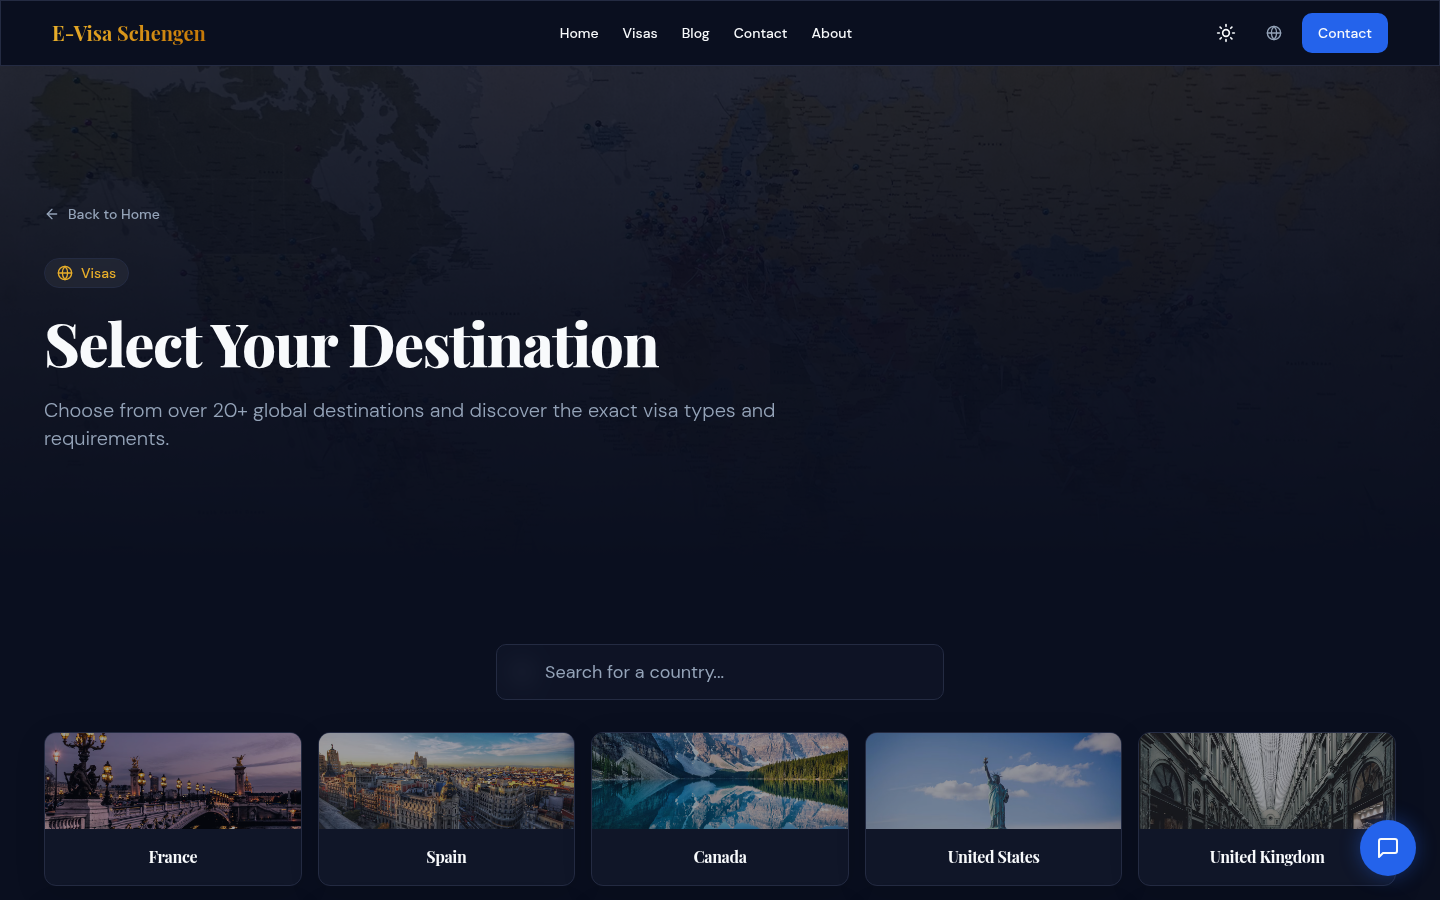 E-Visa Schengen
Home
Visas
Blog
Contact
About
Contact
Back to Home
Visas
Select Your Destination
Choose from over 20+ global destinations and discover the exact visa types and
requirements.
Search for a country...
France
Spain
Canada
United States
United Kingdom